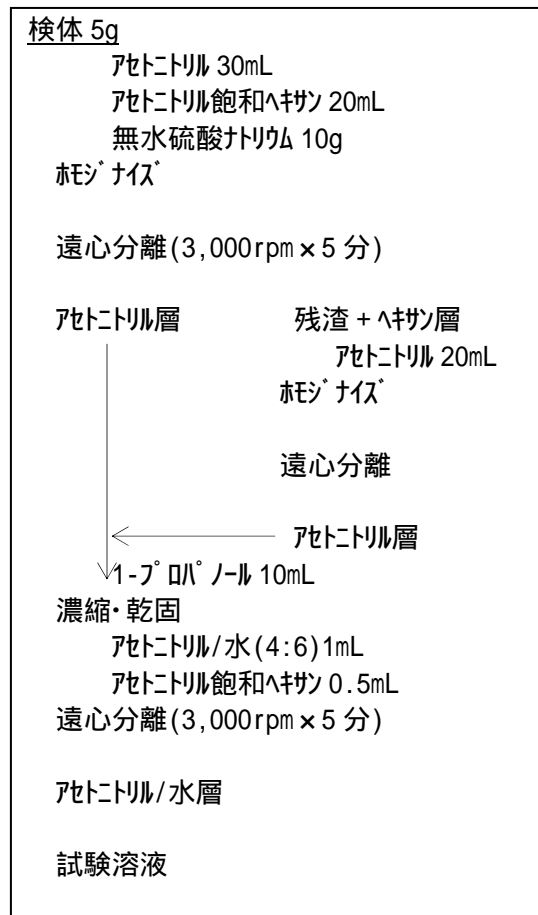 検体 5g
ｱｾﾄﾆﾄﾘﾙ 30mL
ｱｾﾄﾆﾄﾘﾙ飽和ﾍｷｻﾝ 20mL
無水硫酸ﾅﾄﾘｳﾑ 10g
ﾎﾓｼﾞﾅｲｽﾞ
遠心分離(3,000rpm×5 分)
ｱｾﾄﾆﾄﾘﾙ層 残渣 + ﾍｷｻﾝ層
ｱｾﾄﾆﾄﾘﾙ 20mL
ﾎﾓｼﾞﾅｲｽﾞ
遠心分離
ｱｾﾄﾆﾄﾘﾙ層
1-ﾌﾟﾛﾊﾟﾉｰﾙ 10mL
濃縮・乾固
ｱｾﾄﾆﾄﾘﾙ/水(4:6)1mL
ｱｾﾄﾆﾄﾘﾙ飽和ﾍｷｻﾝ 0.5mL
遠心分離(3,000rpm×5 分)
ｱｾﾄﾆﾄﾘﾙ/水層
試験溶液